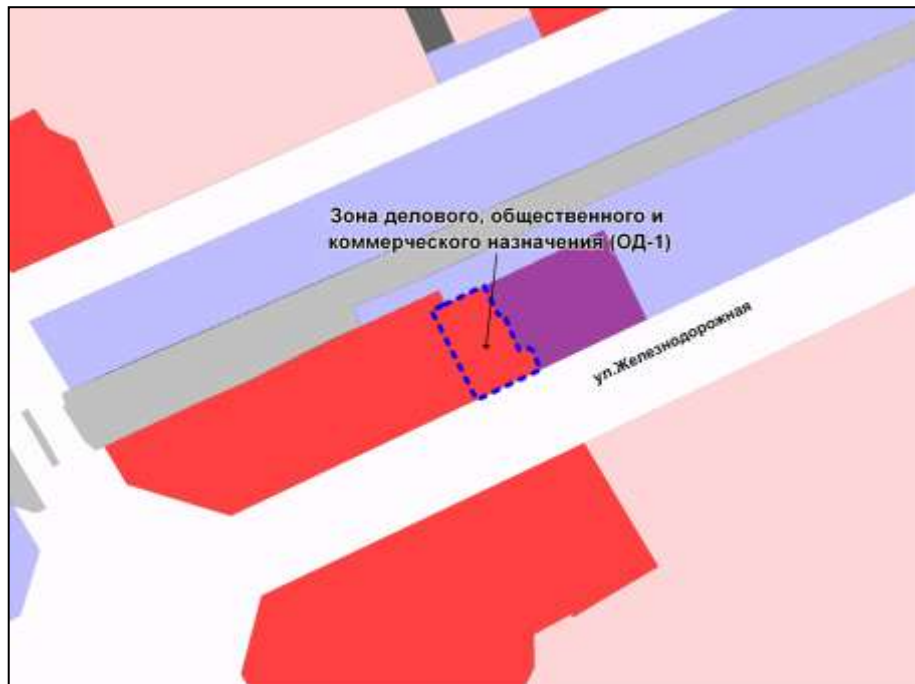 Зона делового, общественного и
коммерческого назначения (ОД-1)
ул.Железнодорожная